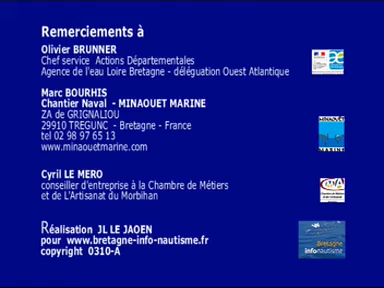 Remerciements à
Olivier BRUNNER
Chef service Actions Départementales
Agence de l'eau Loire Bretagne - déléguation Ouest Atlantique
Marc BOURHIS
Chantier Naval - MINAOUET MARINE
ZA de GRIGNALIOU
29910 TREGUNC - Bretagne - France
tel 02 98 97 65 13
www.minaouetmarine.com
MINAOUET
MARINE
Cyril LE MERO
conseiller d'entreprise à la Chambre de Métiers
et de L'Artisanat du Morbihan
Réalisation JL LE JAOEN
pour www.bretagne-info-nautisme.fr
copyright 0310-A
Bretagne
infonautisme